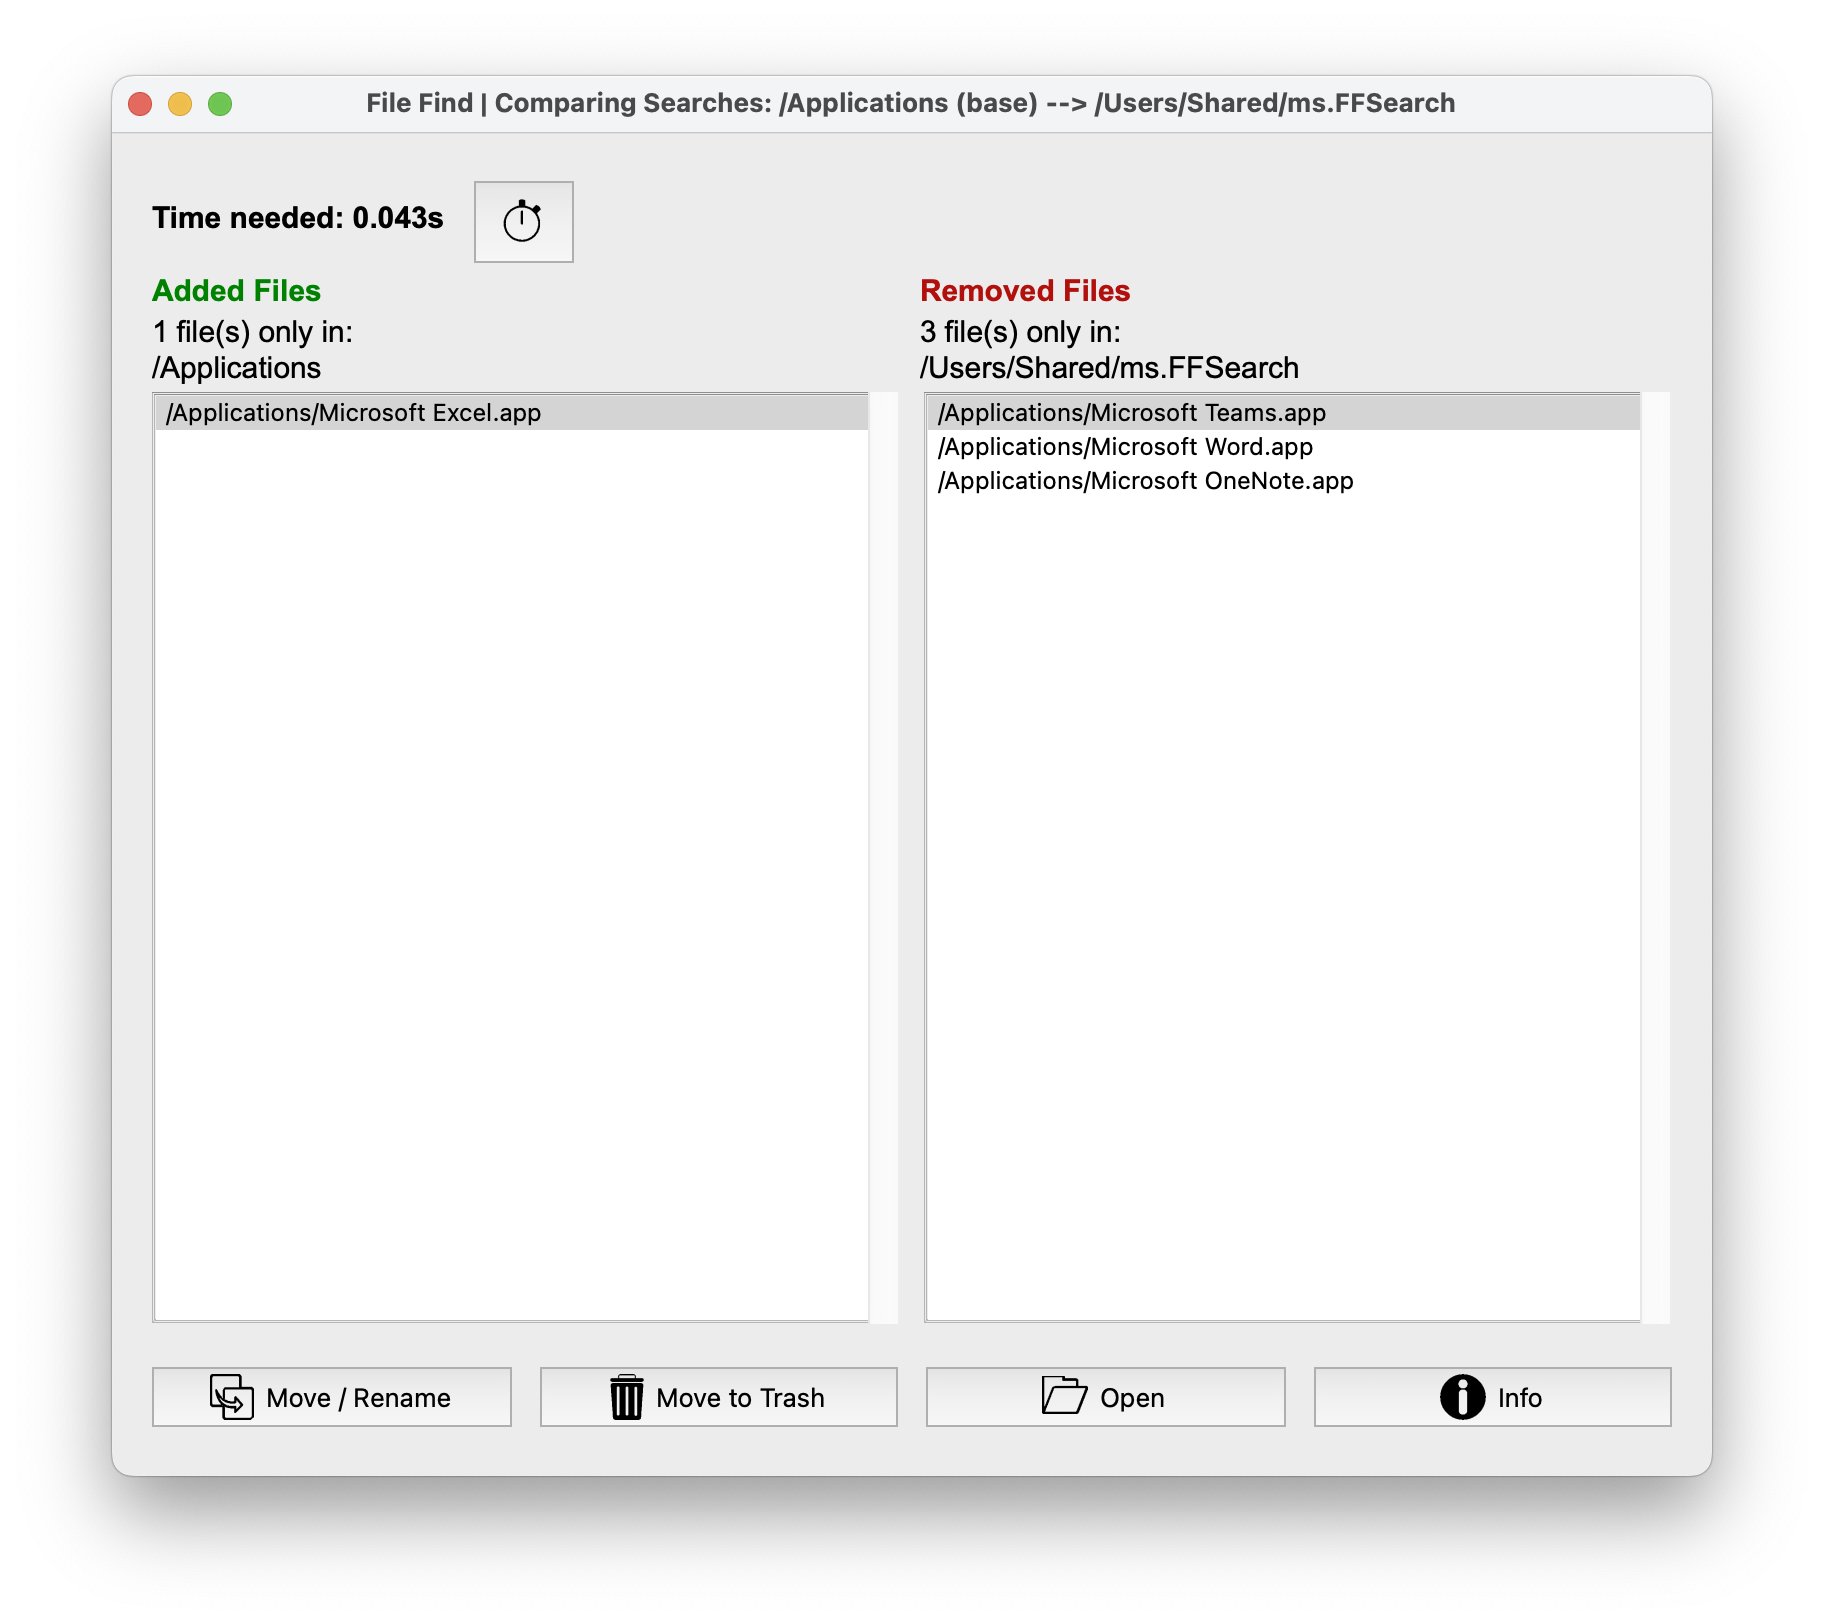 File Find | Comparing Searches: /Applications (base) --> /Users/Shared/ms.FFSearch
Time needed: 0.043s
Added Files
1 file(s) only in:
/Applications
/Applications/Microsoft Excel.app
Removed Files
3 file(s) only in:
/Users/Shared/ms.FFSearch
/Applications/Microsoft Teams.app
/Applications/Microsoft Word.app
/Applications/Microsoft OneNote.app
Move / Rename
Move to Trash
Open
Info